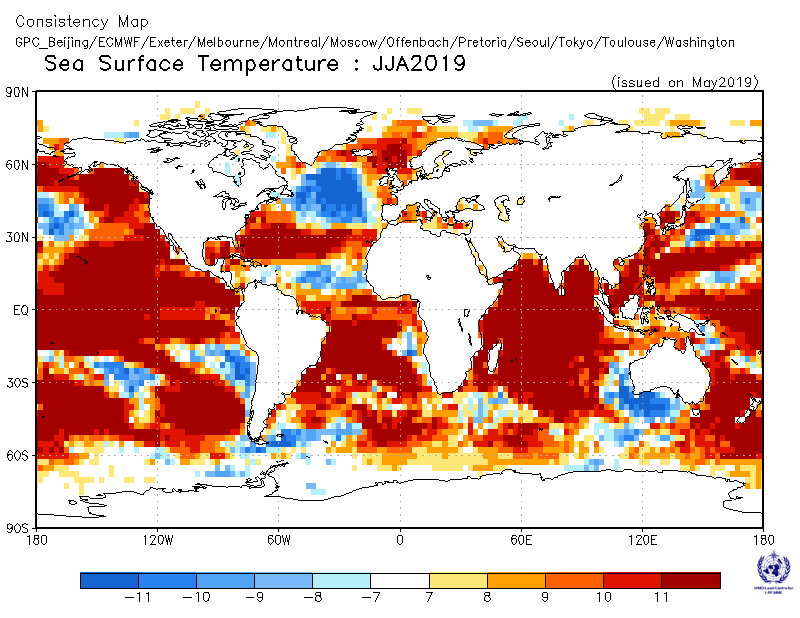 Consistency Map
GPC_Beijing/ECMWF/Exeter/Melbourne/Montreal/Moscow/Offenbach/Pretoria/Seoul/Tokyo/Toulouse/Washington
Sea Surface Temperature : JJA2019
(issued on May2019)
90N
60N
30N
EQ
30S
60S
90S
180 120W 60W 0 60E 120E 180
-11 -10 -9 -8 -7 7 8 9 10 11